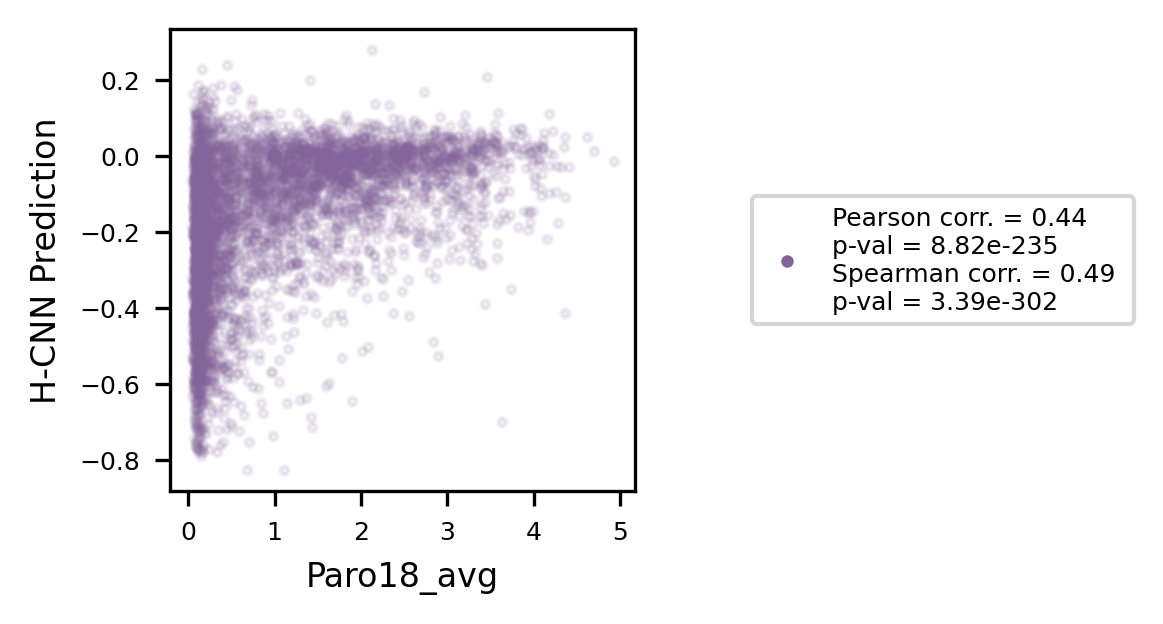 H-CNN Prediction
0.2
0.0
−0.2
−0.4
−0.6
−0.8
0 1 2 3 4 5
Paro18_avg
Pearson corr. = 0.44
p-val = 8.82e-235
Spearman corr. = 0.49
p-val = 3.39e-302